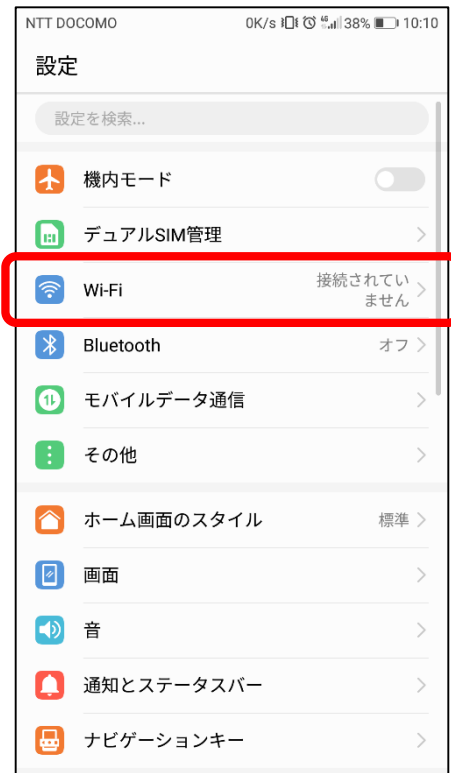 NTT DOCOMO 0K/s 4G 38% 10:10
設定
設定を検索...
機内モード
デュアルSIM管理
Wi-Fi 接続されてい
ません
Bluetooth オフ
モバイルデータ通信
その他
ホーム画面のスタイル 標準
画面
音
通知とステータスバー
ナビゲーションキー